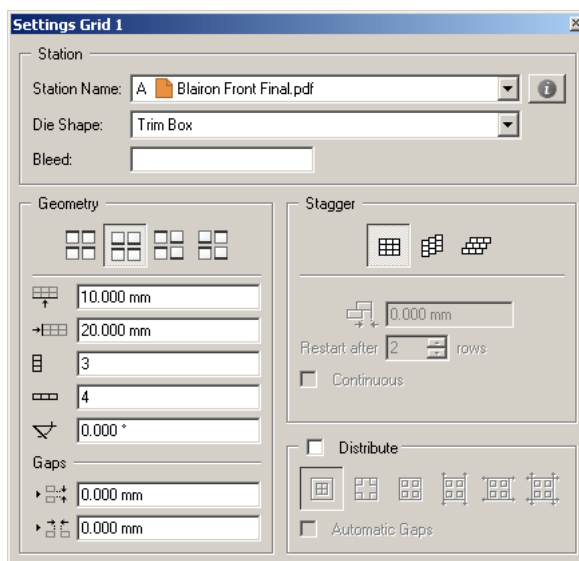 Settings Grid 1
Station
Station Name: A Blairon Front Final.pdf
Die Shape: Trim Box
Bleed:
Geometry
10.000 mm
20.000 mm
3
4
0.000 °
Gaps
0.000 mm
0.000 mm
Stagger
0.000 mm
Restart after 2 rows
Continuous
Distribute
Automatic Gaps